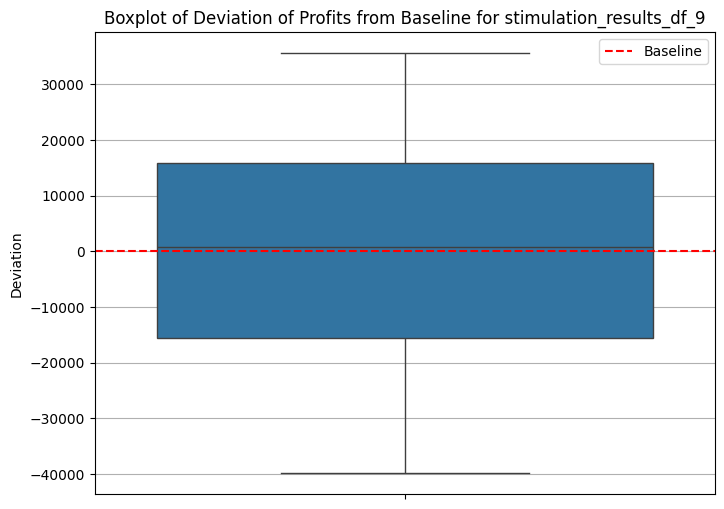 Boxplot of Deviation of Profits from Baseline for stimulation_results_df_9
Baseline
30000
20000
10000
0
−10000
−20000
−30000
−40000
Deviation